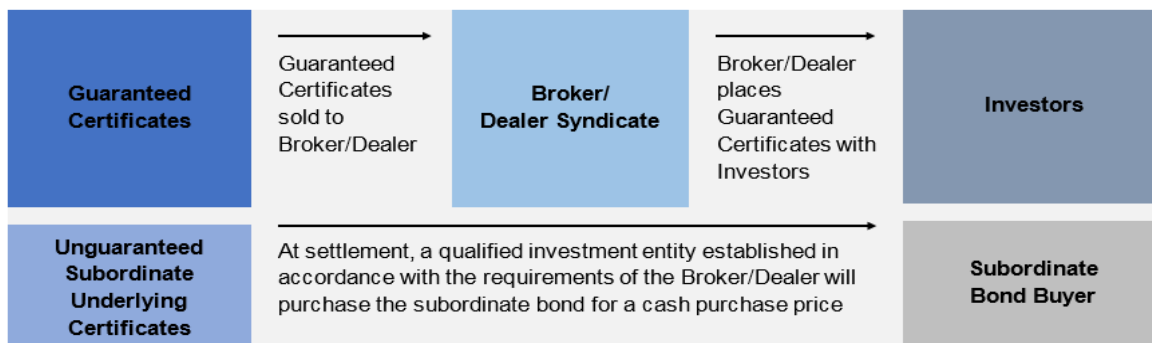 Guaranteed
Certificates
Guaranteed
Certificates
sold to
Broker/Dealer
Broker/
Dealer Syndicate
Broker/Dealer
places
Guaranteed
Certificates with
Investors
Investors
Unguaranteed
Subordinate
Underlying
Certificates
At settlement, a qualified investment entity established in
accordance with the requirements of the Broker/Dealer will
purchase the subordinate bond for a cash purchase price
Subordinate
Bond Buyer